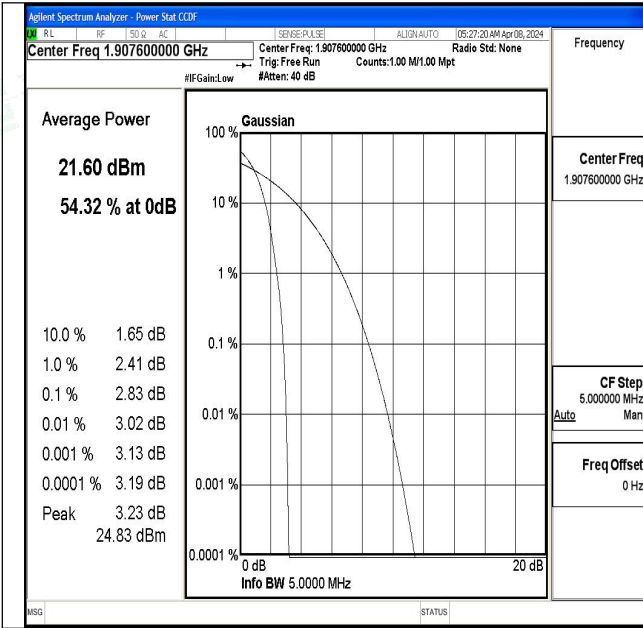 Agilent Spectrum Analyzer - Power Stat CCDF
RL RF 50 Ω AC SENSE:PULSE ALIGN AUTO 05:27:20 AM Apr 08, 2024
Center Freq 1.907600000 GHz
Center Freq: 1.907600000 GHz Radio Std: None
Trig: Free Run Counts:1.00 M/1.00 Mpt
#IFGain:Low #Atten: 40 dB
Average Power
21.60 dBm
54.32 % at 0dB
10.0 % 1.65 dB
1.0 % 2.41 dB
0.1 % 2.83 dB
0.01 % 3.02 dB
0.001 % 3.13 dB
0.0001 % 3.19 dB
Peak 3.23 dB
24.83 dBm
Gaussian
100 %
10 %
1 %
0.1 %
0.01 %
0.001 %
0.0001 %
0 dB 20 dB
Info BW 5.0000 MHz
Frequency
Center Freq
1.907600000 GHz
CF Step
5.000000 MHz
Auto Man
Freq Offset
0 Hz
MSG STATUS